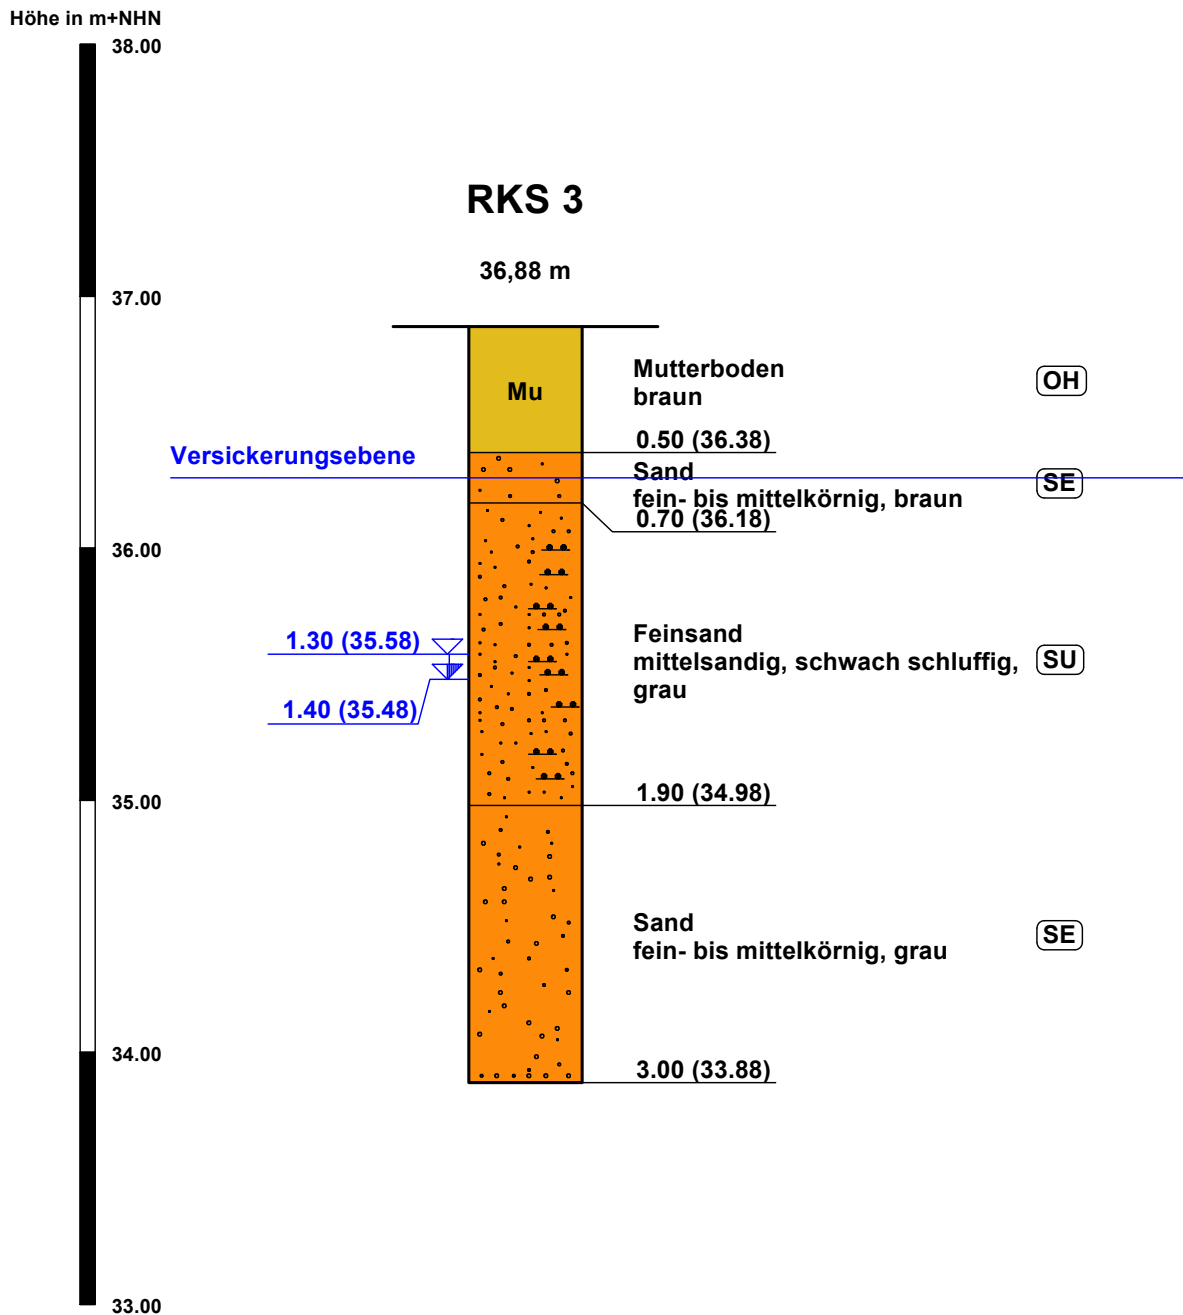 Höhe in m+NHN
38.00
RKS 3
36,88 m
37.00
Mu
Mutterboden
braun
OH
0.50 (36.38)
Versickerungsebene
Sand
fein- bis mittelkörnig, braun
SE
0.70 (36.18)
36.00
1.30 (35.58)
1.40 (35.48)
Feinsand
mittelsandig, schwach schluffig,
grau
SU
1.90 (34.98)
35.00
Sand
fein- bis mittelkörnig, grau
SE
3.00 (33.88)
34.00
33.00